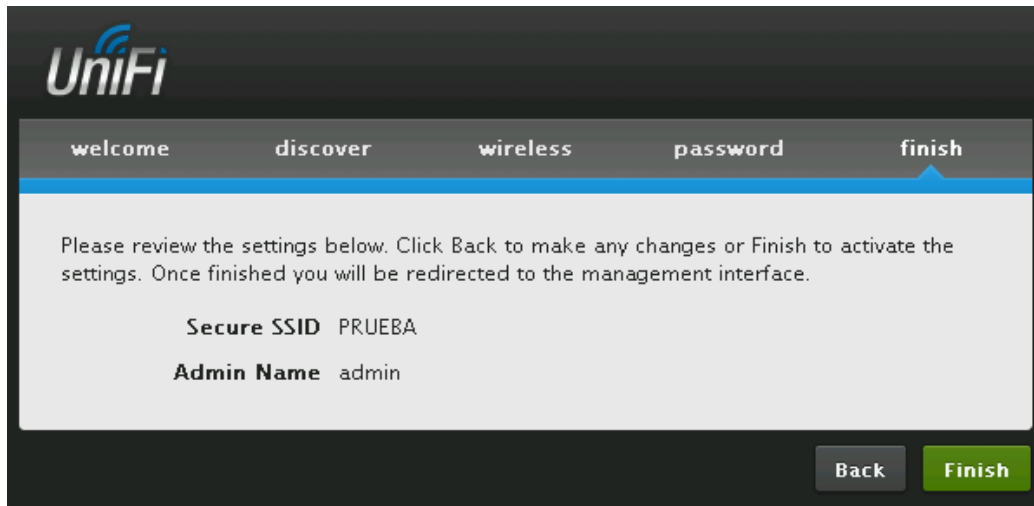 UniFi
welcome discover wireless password finish
Please review the settings below. Click Back to make any changes or Finish to activate the
settings. Once finished you will be redirected to the management interface.
Secure SSID PRUEBA
Admin Name admin
Back Finish